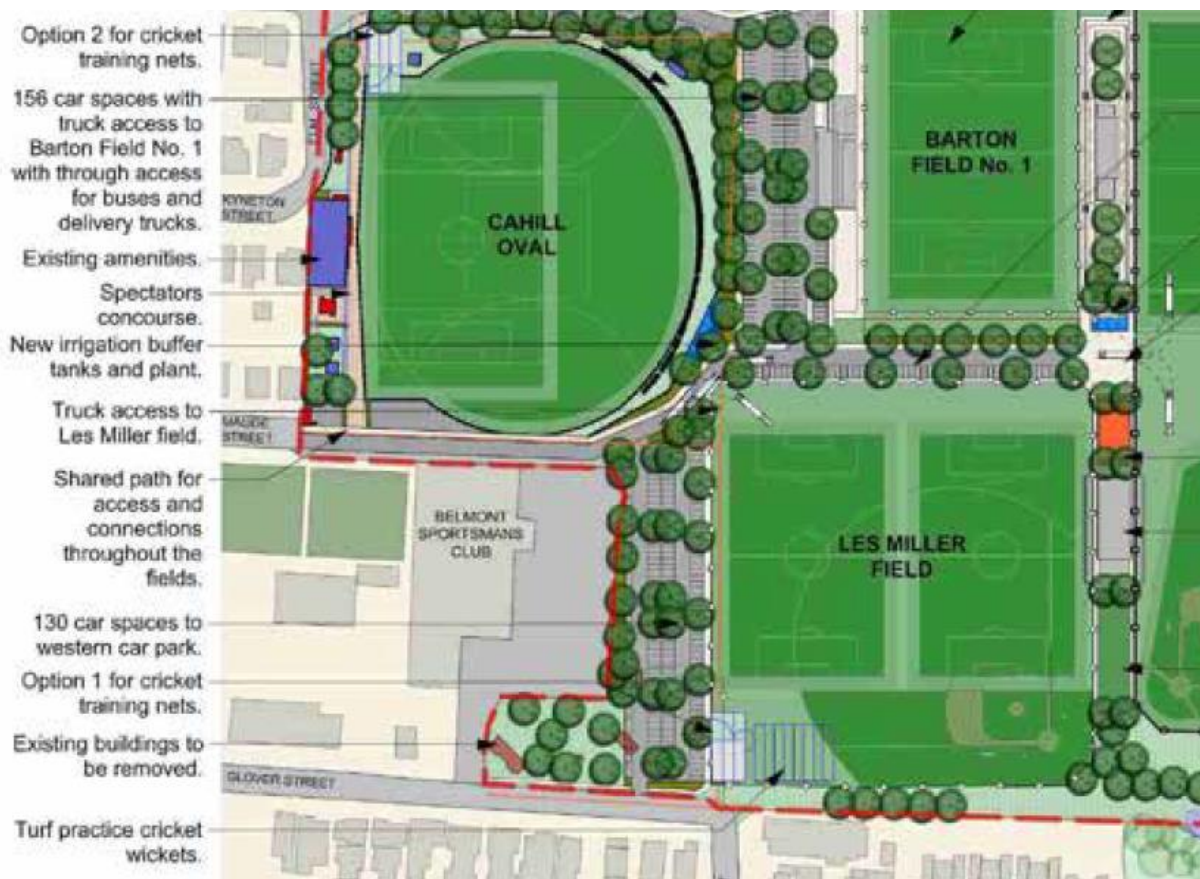 Option 2 for cricket
training nets.
156 car spaces with
truck access to
Barton Field No. 1
with through access
for buses and
delivery trucks.
Existing amenities.
Spectators
concourse.
New irrigation buffer
tanks and plant.
Truck access to
Les Miller field.
Shared path for
access and
connections
throughout the
fields.
130 car spaces to
western car park.
Option 1 for cricket
training nets.
Existing buildings to
be removed.
Turf practice cricket
wickets.
KYNETON
STREET
CAHILL
OVAL
BARTON
FIELD No. 1
STREET
BELMONT
SPORTSMANS
CLUB
LES MILLER
FIELD
GLOVER STREET